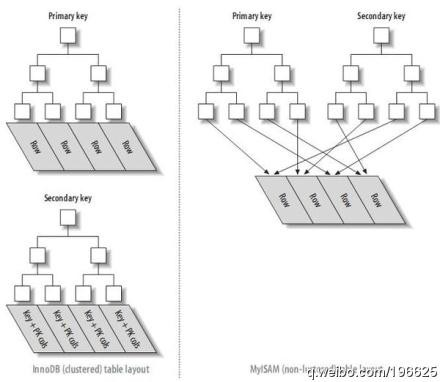 Primary key
Row
Row
Row
Row
Secondary key
Key + PK cols
Key + PK cols
Key + PK cols
Key + PK cols
InnoDB (clustered) table layout
Primary key
Secondary key
Row
Row
Row
Row
MyISAM (non-
q.weibo.com/196625